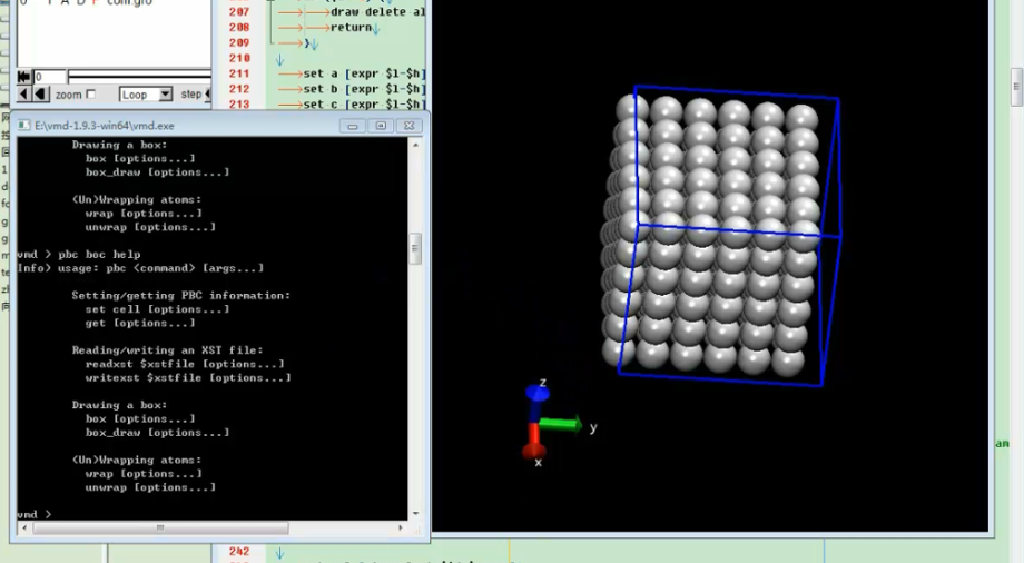 0 T A D F conf.gro
0
zoom
Loop
step
207 draw delete al
208 return
209 }
210
211 set a [expr $l-$h]
212 set b [expr $l-$h]
213 set c [expr $l-$h]
E:\vmd-1.9.3-win64\vmd.exe
Drawing a box:
box [options...]
box_draw [options...]
(Un)Wrapping atoms:
wrap [options...]
unwrap [options...]
vmd > pbc boc help
Info) usage: pbc <command> [args...]
Setting/getting PBC information:
set cell [options...]
get [options...]
Reading/writing an XST file:
readxst $xstfile [options...]
writexst $xstfile [options...]
Drawing a box:
box [options...]
box_draw [options...]
(Un)Wrapping atoms:
wrap [options...]
unwrap [options...]
vmd >
z
y
x
am
242